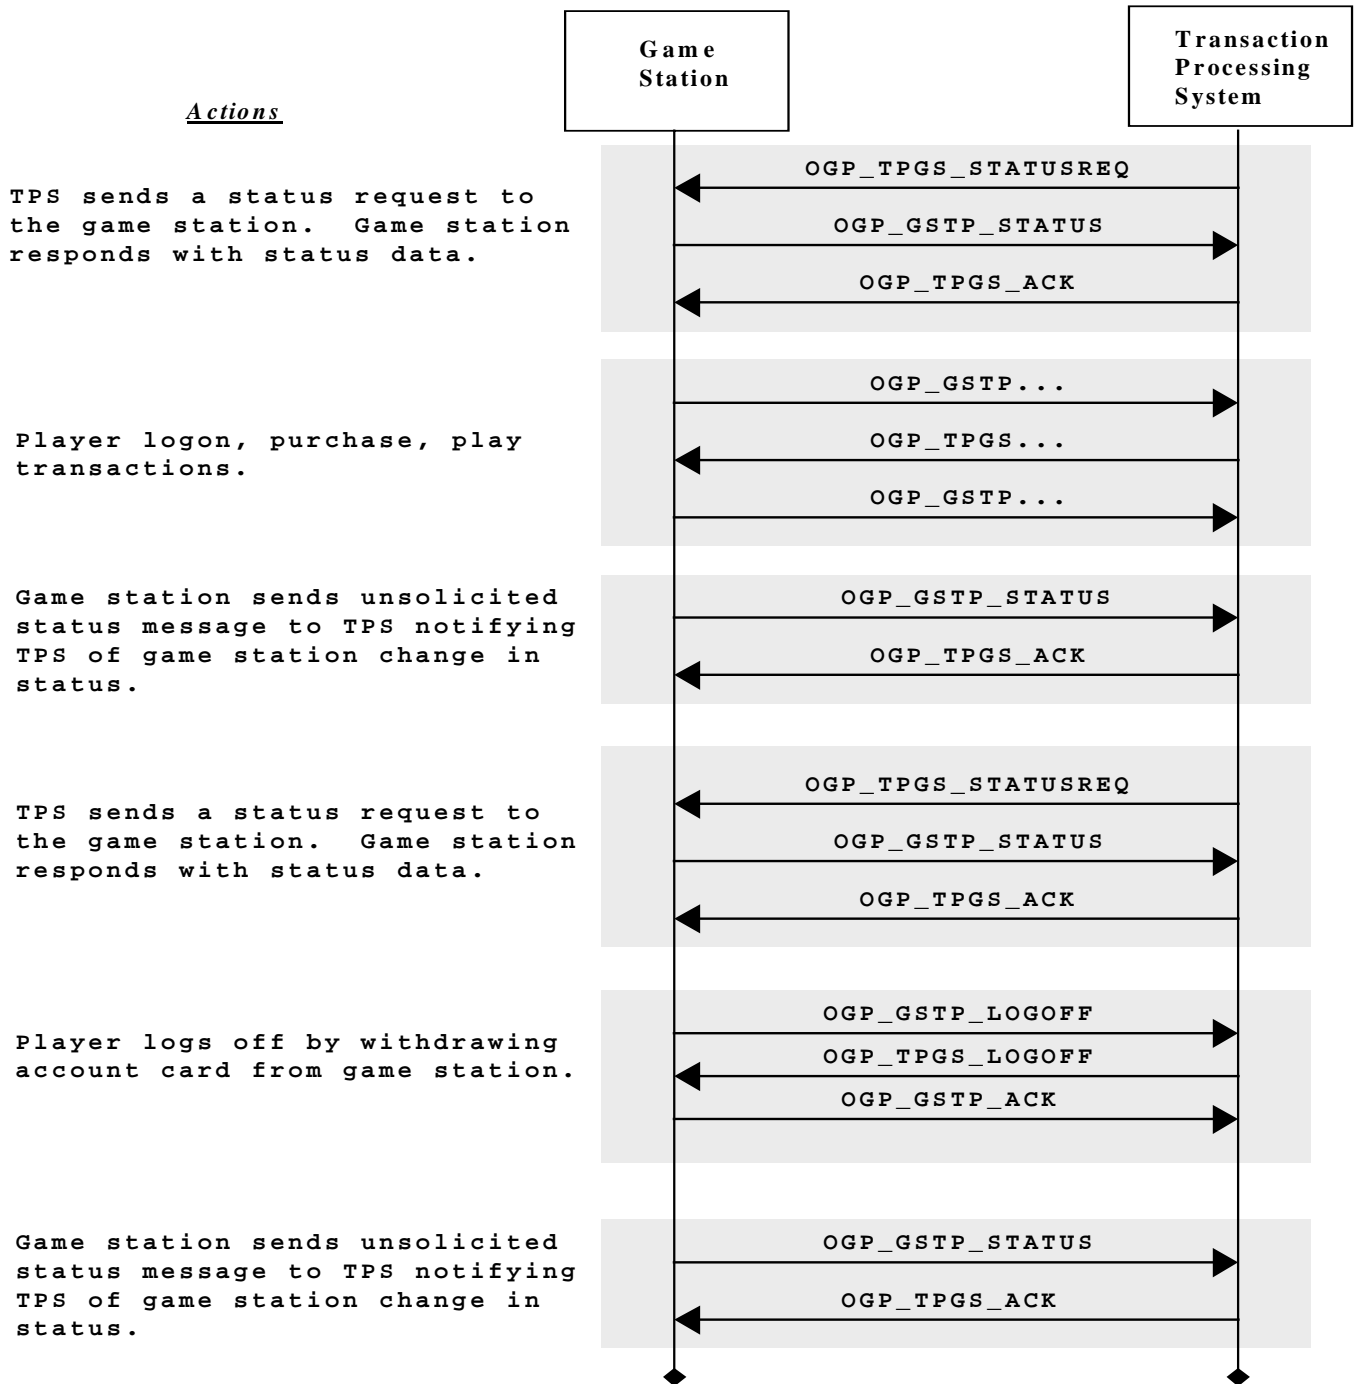 Game
Station
Transaction
Processing
System
Actions
OGP_TPGS_STATUSREQ
TPS sends a status request to
the game station.  Game station
responds with status data.
OGP_GSTP_STATUS
OGP_TPGS_ACK
OGP_GSTP...
Player logon, purchase, play
transactions.
OGP_TPGS...
OGP_GSTP...
Game station sends unsolicited
status message to TPS notifying
TPS of game station change in
status.
OGP_GSTP_STATUS
OGP_TPGS_ACK
OGP_TPGS_STATUSREQ
TPS sends a status request to
the game station.  Game station
responds with status data.
OGP_GSTP_STATUS
OGP_TPGS_ACK
OGP_GSTP_LOGOFF
Player logs off by withdrawing
account card from game station.
OGP_TPGS_LOGOFF
OGP_GSTP_ACK
Game station sends unsolicited
status message to TPS notifying
TPS of game station change in
status.
OGP_GSTP_STATUS
OGP_TPGS_ACK